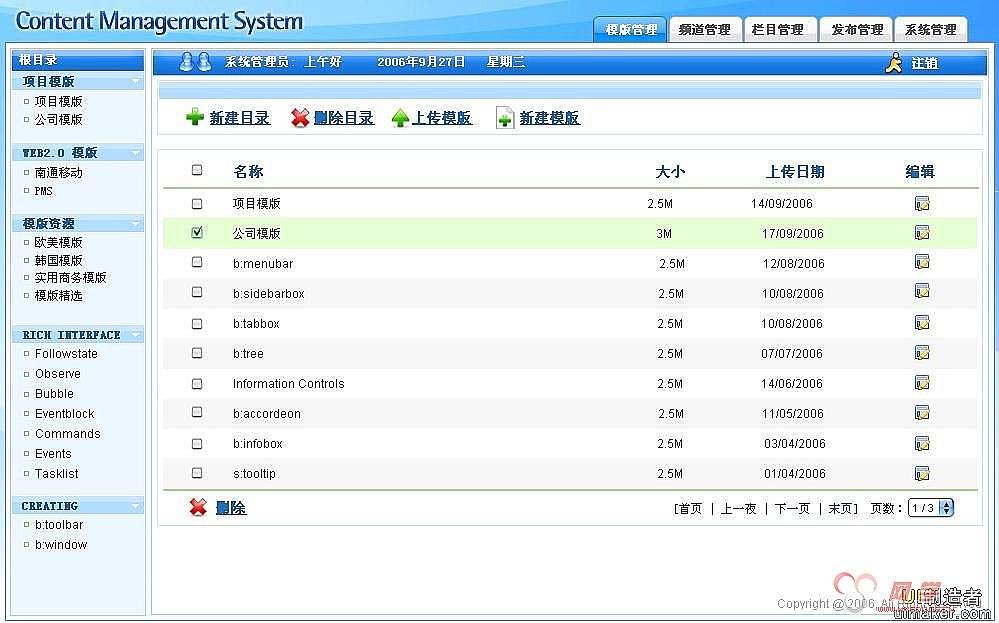 Content Management System
模版管理 频道管理 栏目管理 发布管理 系统管理
根目录
项目模版
项目模版
公司模版
WEB2.0 模版
南通移动
PMS
模版资源
欧美模版
韩国模版
实用商务模版
模版精选
RICH INTERFACE
Followstate
Observe
Bubble
Eventblock
Commands
Events
Tasklist
CREATING
b:toolbar
b:window
系统管理员: 上午好 2006年9月27日 星期三 注销
新建目录 删除目录 上传模版 新建模版
名称 大小 上传日期 编辑
项目模版 2.5M 14/09/2006
公司模版 3M 17/09/2006
b:menubar 2.5M 12/08/2006
b:sidebarbox 2.5M 10/08/2006
b:tabbox 2.5M 10/08/2006
b:tree 2.5M 07/07/2006
Information Controls 2.5M 14/06/2006
b:accordeon 2.5M 11/05/2006
b:infobox 2.5M 03/04/2006
s:tooltip 2.5M 01/04/2006
删除 [首页 | 上一夜 | 下一页 | 末页] 页数: 1 / 3
Copyright @ 2006. All
UI制造者
uimaker.com